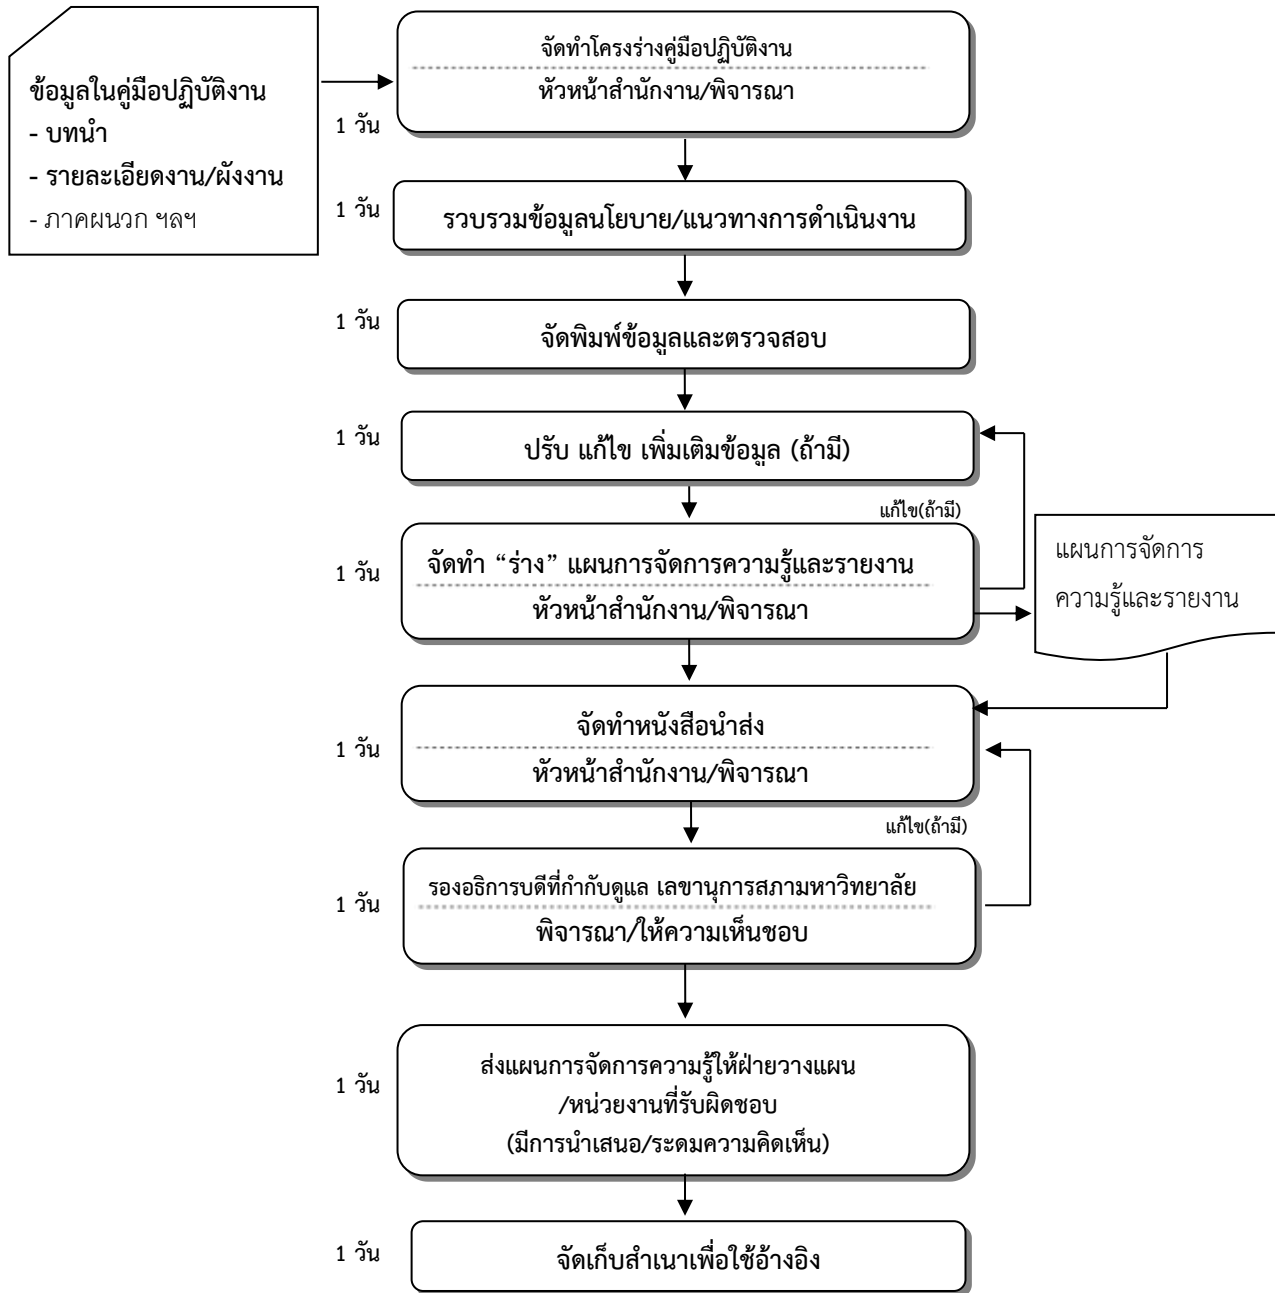 ข้อมูลในคู่มือปฏิบัติงาน
- บทนำ
- รายละเอียดงาน/ผังงาน
- ภาคผนวก ฯลฯ
จัดทำโครงร่างคู่มือปฏิบัติงาน
หัวหน้าสำนักงาน/พิจารณา
1 วัน
1 วัน
รวบรวมข้อมูลนโยบาย/แนวทางการดำเนินงาน
1 วัน
จัดพิมพ์ข้อมูลและตรวจสอบ
1 วัน
ปรับ แก้ไข เพิ่มเติมข้อมูล (ถ้ามี)
แก้ไข(ถ้ามี)
1 วัน
จัดทำ “ร่าง” แผนการจัดการความรู้และรายงาน
หัวหน้าสำนักงาน/พิจารณา
แผนการจัดการ
ความรู้และรายงาน
1 วัน
จัดทำหนังสือนำส่ง
หัวหน้าสำนักงาน/พิจารณา
แก้ไข(ถ้ามี)
1 วัน
รองอธิการบดีที่กำกับดูแล เลขานุการสภามหาวิทยาลัย
พิจารณา/ให้ความเห็นชอบ
1 วัน
ส่งแผนการจัดการความรู้ให้ฝ่ายวางแผน
/หน่วยงานที่รับผิดชอบ
(มีการนำเสนอ/ระดมความคิดเห็น)
1 วัน
จัดเก็บสำเนาเพื่อใช้อ้างอิง